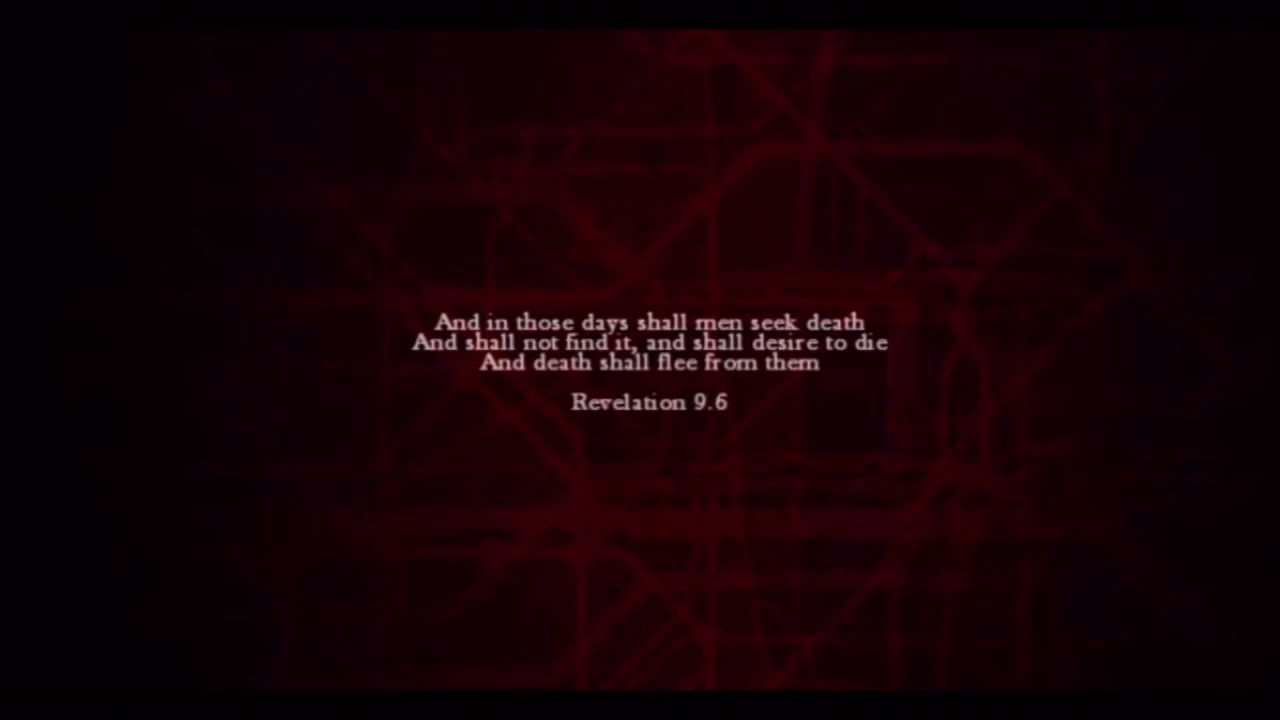 And in those days shall men seek death
And shall not find it, and shall desire to die
And death shall flee from them
Revelation 9.6